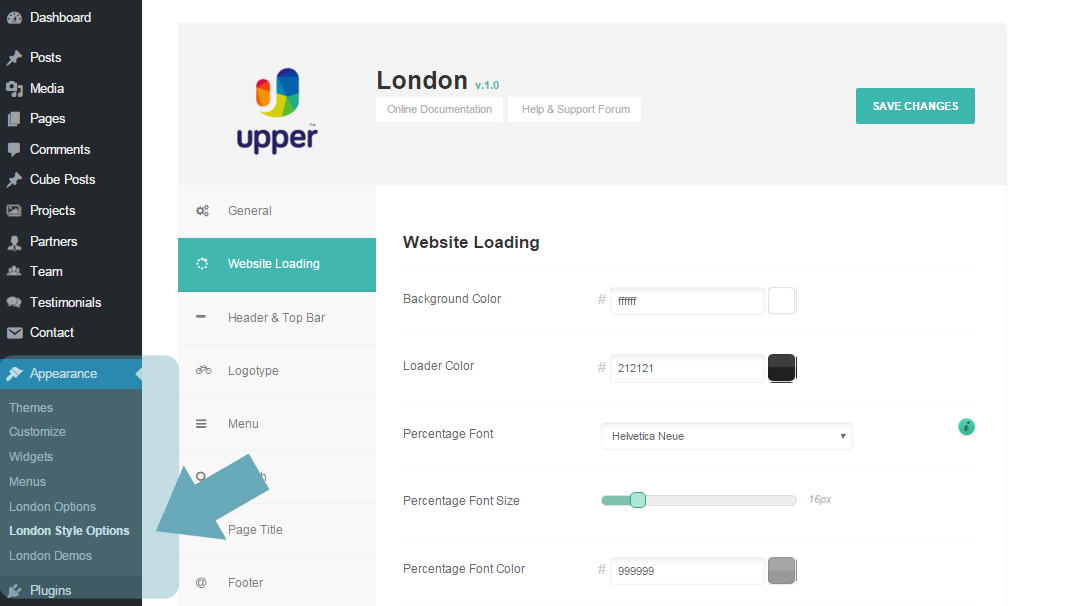 Dashboard
Posts
Media
Pages
Comments
Cube Posts
Projects
Partners
Team
Testimonials
Contact
Appearance
Themes
Customize
Widgets
Menus
London Options
London Style Options
London Demos
Plugins
upper™
London v.1.0
Online Documentation
Help & Support Forum
SAVE CHANGES
General
Website Loading
Header & Top Bar
Logotype
Menu
Page Title
@ Footer
Website Loading
Background Color
# ffffff
Loader Color
# 212121
Percentage Font
Helvetica Neue
i
Percentage Font Size
16px
Percentage Font Color
# 999999